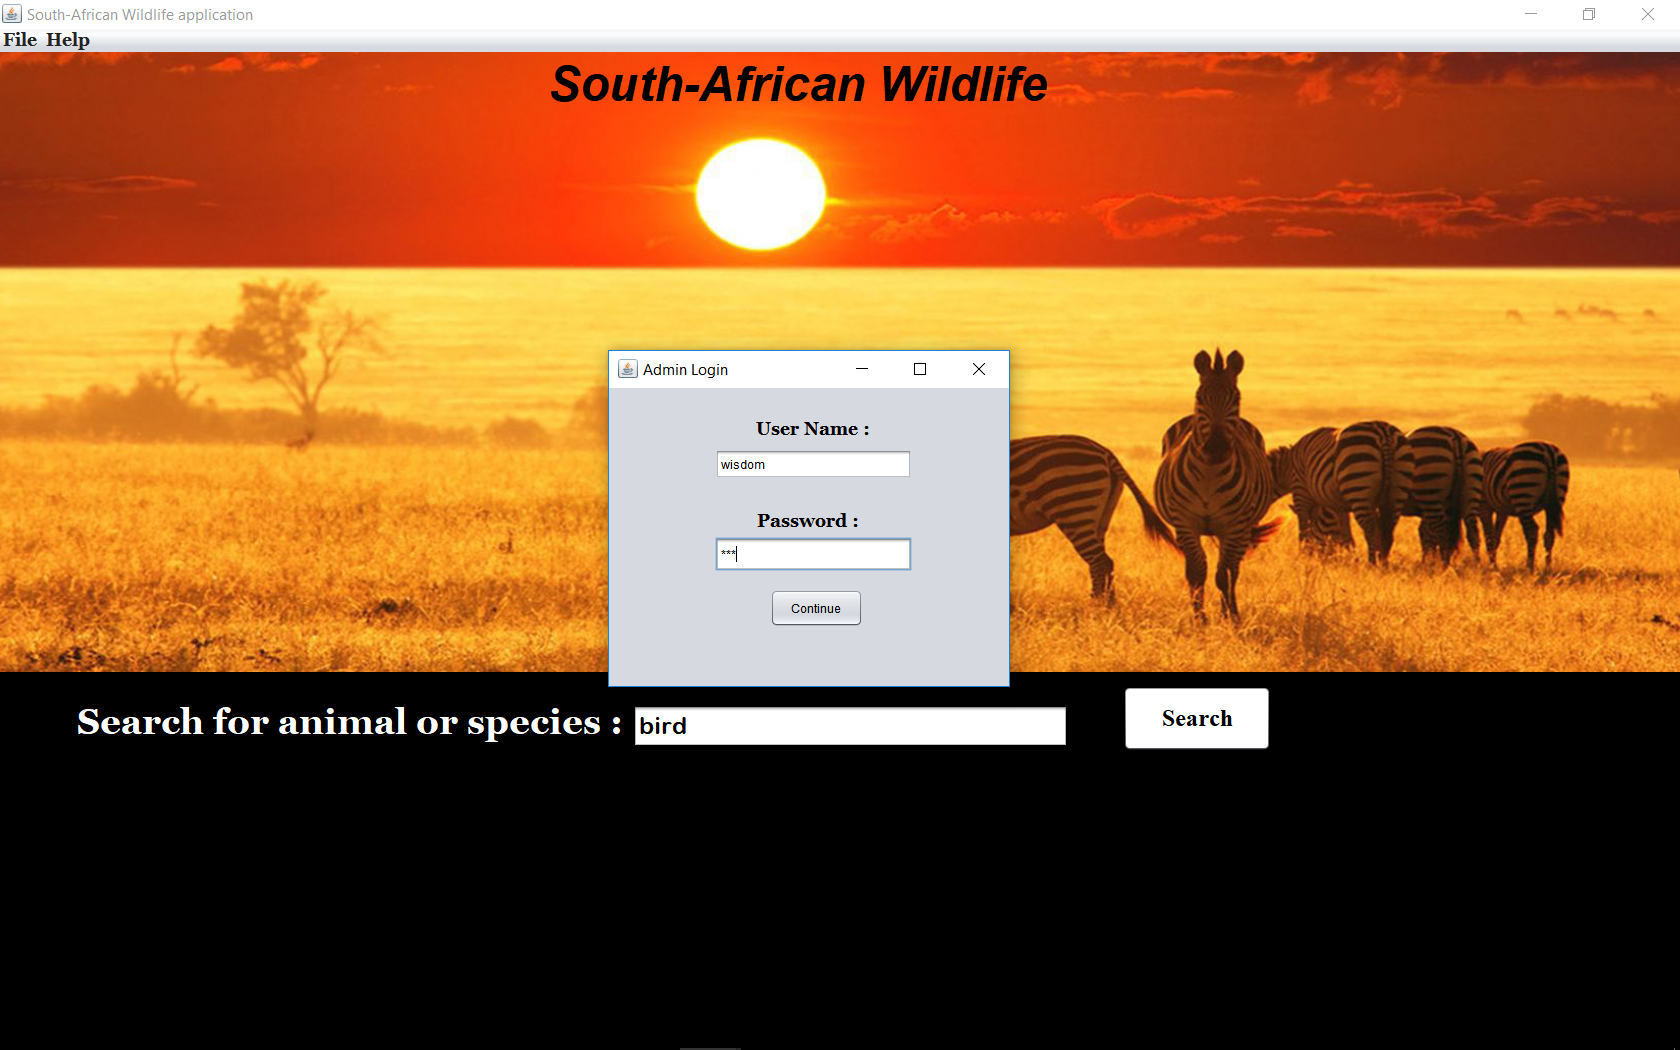 South-African Wildlife application
File Help
South-African Wildlife
Admin Login
User Name :
wisdom
Password :
***
Continue
Search for animal or species : bird Search